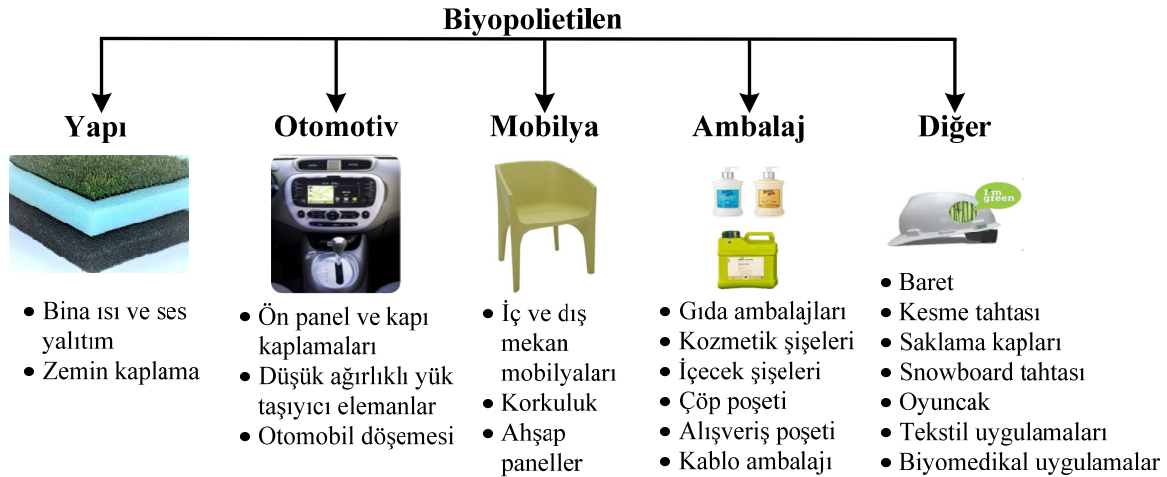 Biyopolietilen
Yapı
Otomotiv
Mobilya
Ambalaj
Diğer
I'm
green
• Bina ısı ve ses
yalıtım
• Zemin kaplama
• Ön panel ve kapı
kaplamaları
• Düşük ağırlıklı yük
taşıyıcı elemanlar
• Otomobil döşemesi
• İç ve dış
mekan
mobilyaları
• Korkuluk
• Ahşap
paneller
• Gıda ambalajları
• Kozmetik şişeleri
• İçecek şişeleri
• Çöp poşeti
• Alışveriş poşeti
• Kablo ambalajı
• Baret
• Kesme tahtası
• Saklama kapları
• Snowboard tahtası
• Oyuncak
• Tekstil uygulamaları
• Biyomedikal uygulamalar